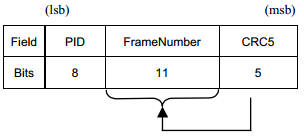 (lsb) (msb)
Field PID FrameNumber CRC5
Bits 8 11 5